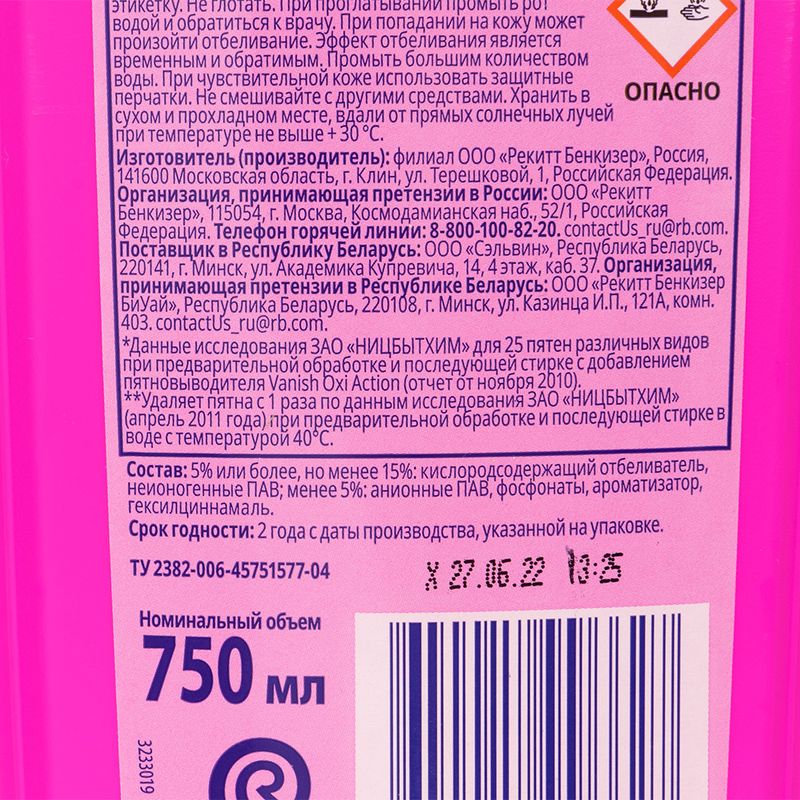 этикетку. Не глотать. При проглатывании промыть рот
водой и обратиться к врачу. При попадании на кожу может
произойти отбеливание. Эффект отбеливания является
временным и обратимым. Промыть большим количеством
воды. При чувствительной коже использовать защитные
перчатки. Не смешивайте с другими средствами. Хранить в
сухом и прохладном месте, вдали от прямых солнечных лучей
при температуре не выше + 30 °C.
ОПАСНО
Изготовитель (производитель): филиал ООО «Рекитт Бенкизер», Россия,
141600 Московская область, г. Клин, ул. Терешковой, 1, Российская Федерация.
Организация, принимающая претензии в России: ООО «Рекитт
Бенкизер», 115054, г. Москва, Космодамианская наб., 52/1, Российская
Федерация. Телефон горячей линии: 8-800-100-82-20. contactUs_ru@rb.com.
Поставщик в Республику Беларусь: ООО «Сэльвин», Республика Беларусь,
220141, г. Минск, ул. Академика Купревича, 14, 4 этаж, каб. 37. Организация,
принимающая претензии в Республике Беларусь: ООО «Рекитт Бенкизер
БиУай», Республика Беларусь, 220108, г. Минск, ул. Казинца И.П., 121А, комн.
403. contactUs_ru@rb.com.
*Данные исследования ЗАО «НИЦБЫТХИМ» для 25 пятен различных видов
при предварительной обработке и последующей стирке с добавлением
пятновыводителя Vanish Oxi Action (отчет от ноября 2010).
**Удаляет пятна с 1 раза по данным исследования ЗАО «НИЦБЫТХИМ»
(апрель 2011 года) при предварительной обработке и последующей стирке в
воде с температурой 40°C.
Состав: 5% или более, но менее 15%: кислородсодержащий отбеливатель,
неионогенные ПАВ; менее 5%: анионные ПАВ, фосфонаты, ароматизатор,
гексилциннамаль.
Срок годности: 2 года с даты производства, указанной на упаковке.
ТУ 2382-006-45751577-04
X 27.06.22 13:25
Номинальный объем
750 мл
3233019
R